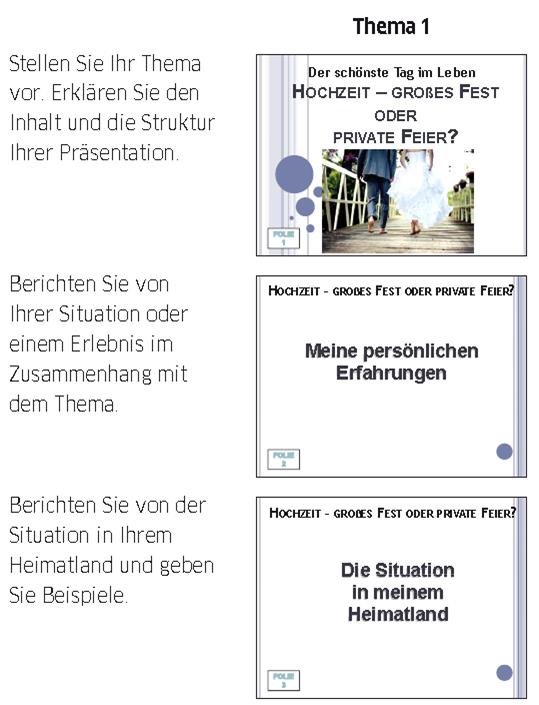 Thema 1
Stellen Sie Ihr Thema
vor. Erklären Sie den
Inhalt und die Struktur
Ihrer Präsentation.
Der schönste Tag im Leben
HOCHZEIT – GROßES FEST
ODER
PRIVATE FEIER?
FOLIE
1
Berichten Sie von
Ihrer Situation oder
einem Erlebnis im
Zusammenhang mit
dem Thema.
HOCHZEIT - GROßES FEST ODER PRIVATE FEIER?
Meine persönlichen
Erfahrungen
FOLIE
2
Berichten Sie von der
Situation in Ihrem
Heimatland und geben
Sie Beispiele.
HOCHZEIT - GROßES FEST ODER PRIVATE FEIER?
Die Situation
in meinem
Heimatland
FOLIE
3